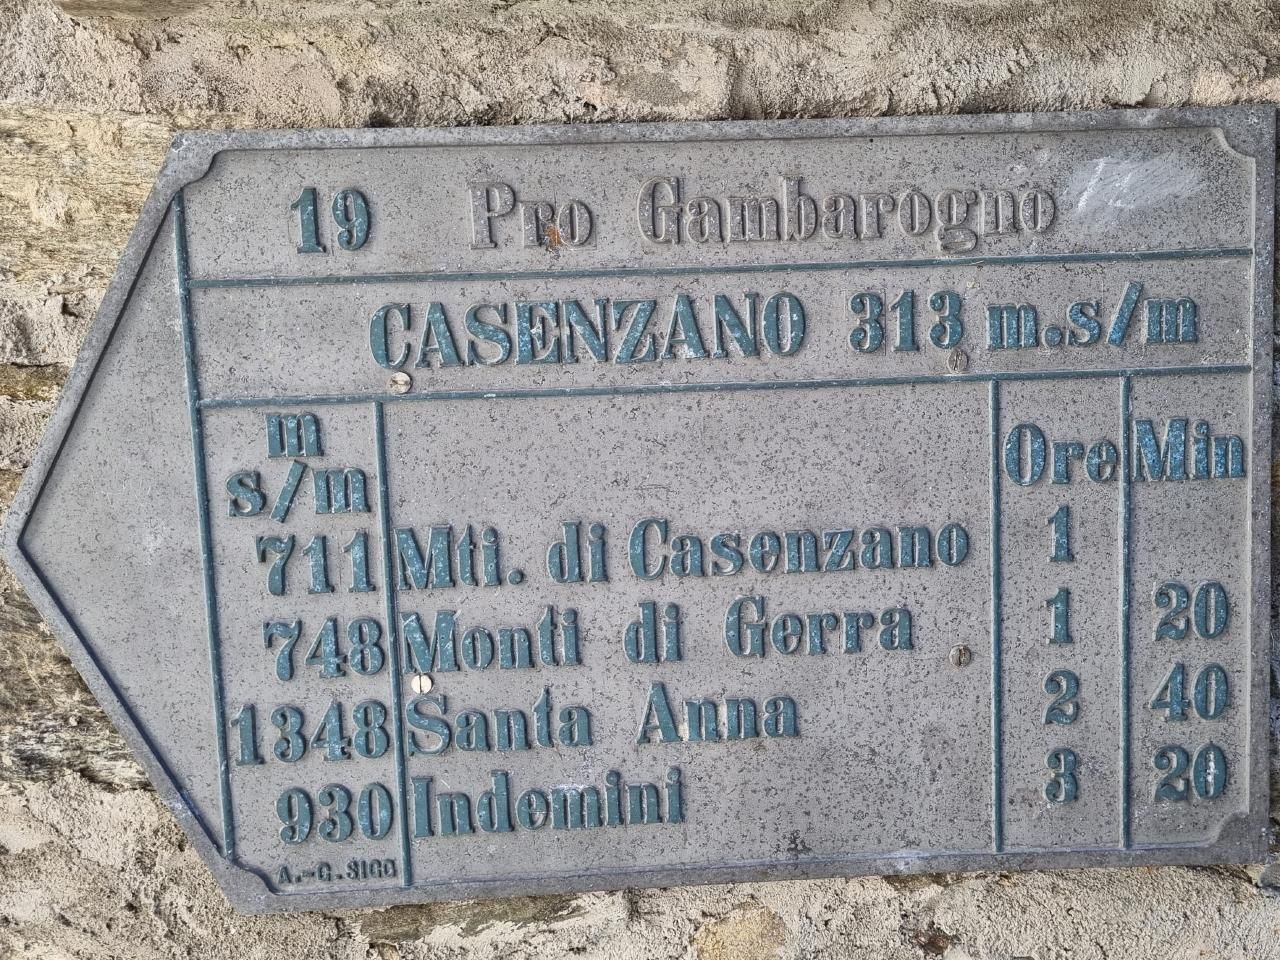 19 Pro Gambarogno
CASENZANO 313 m.s/m
m
s/m
Ore Min
711 Mti. di Casenzano 1
748 Monti di Gerra 1 20
1348 Santa Anna 2 40
930 Indemini 3 20
A.-G. SIGG